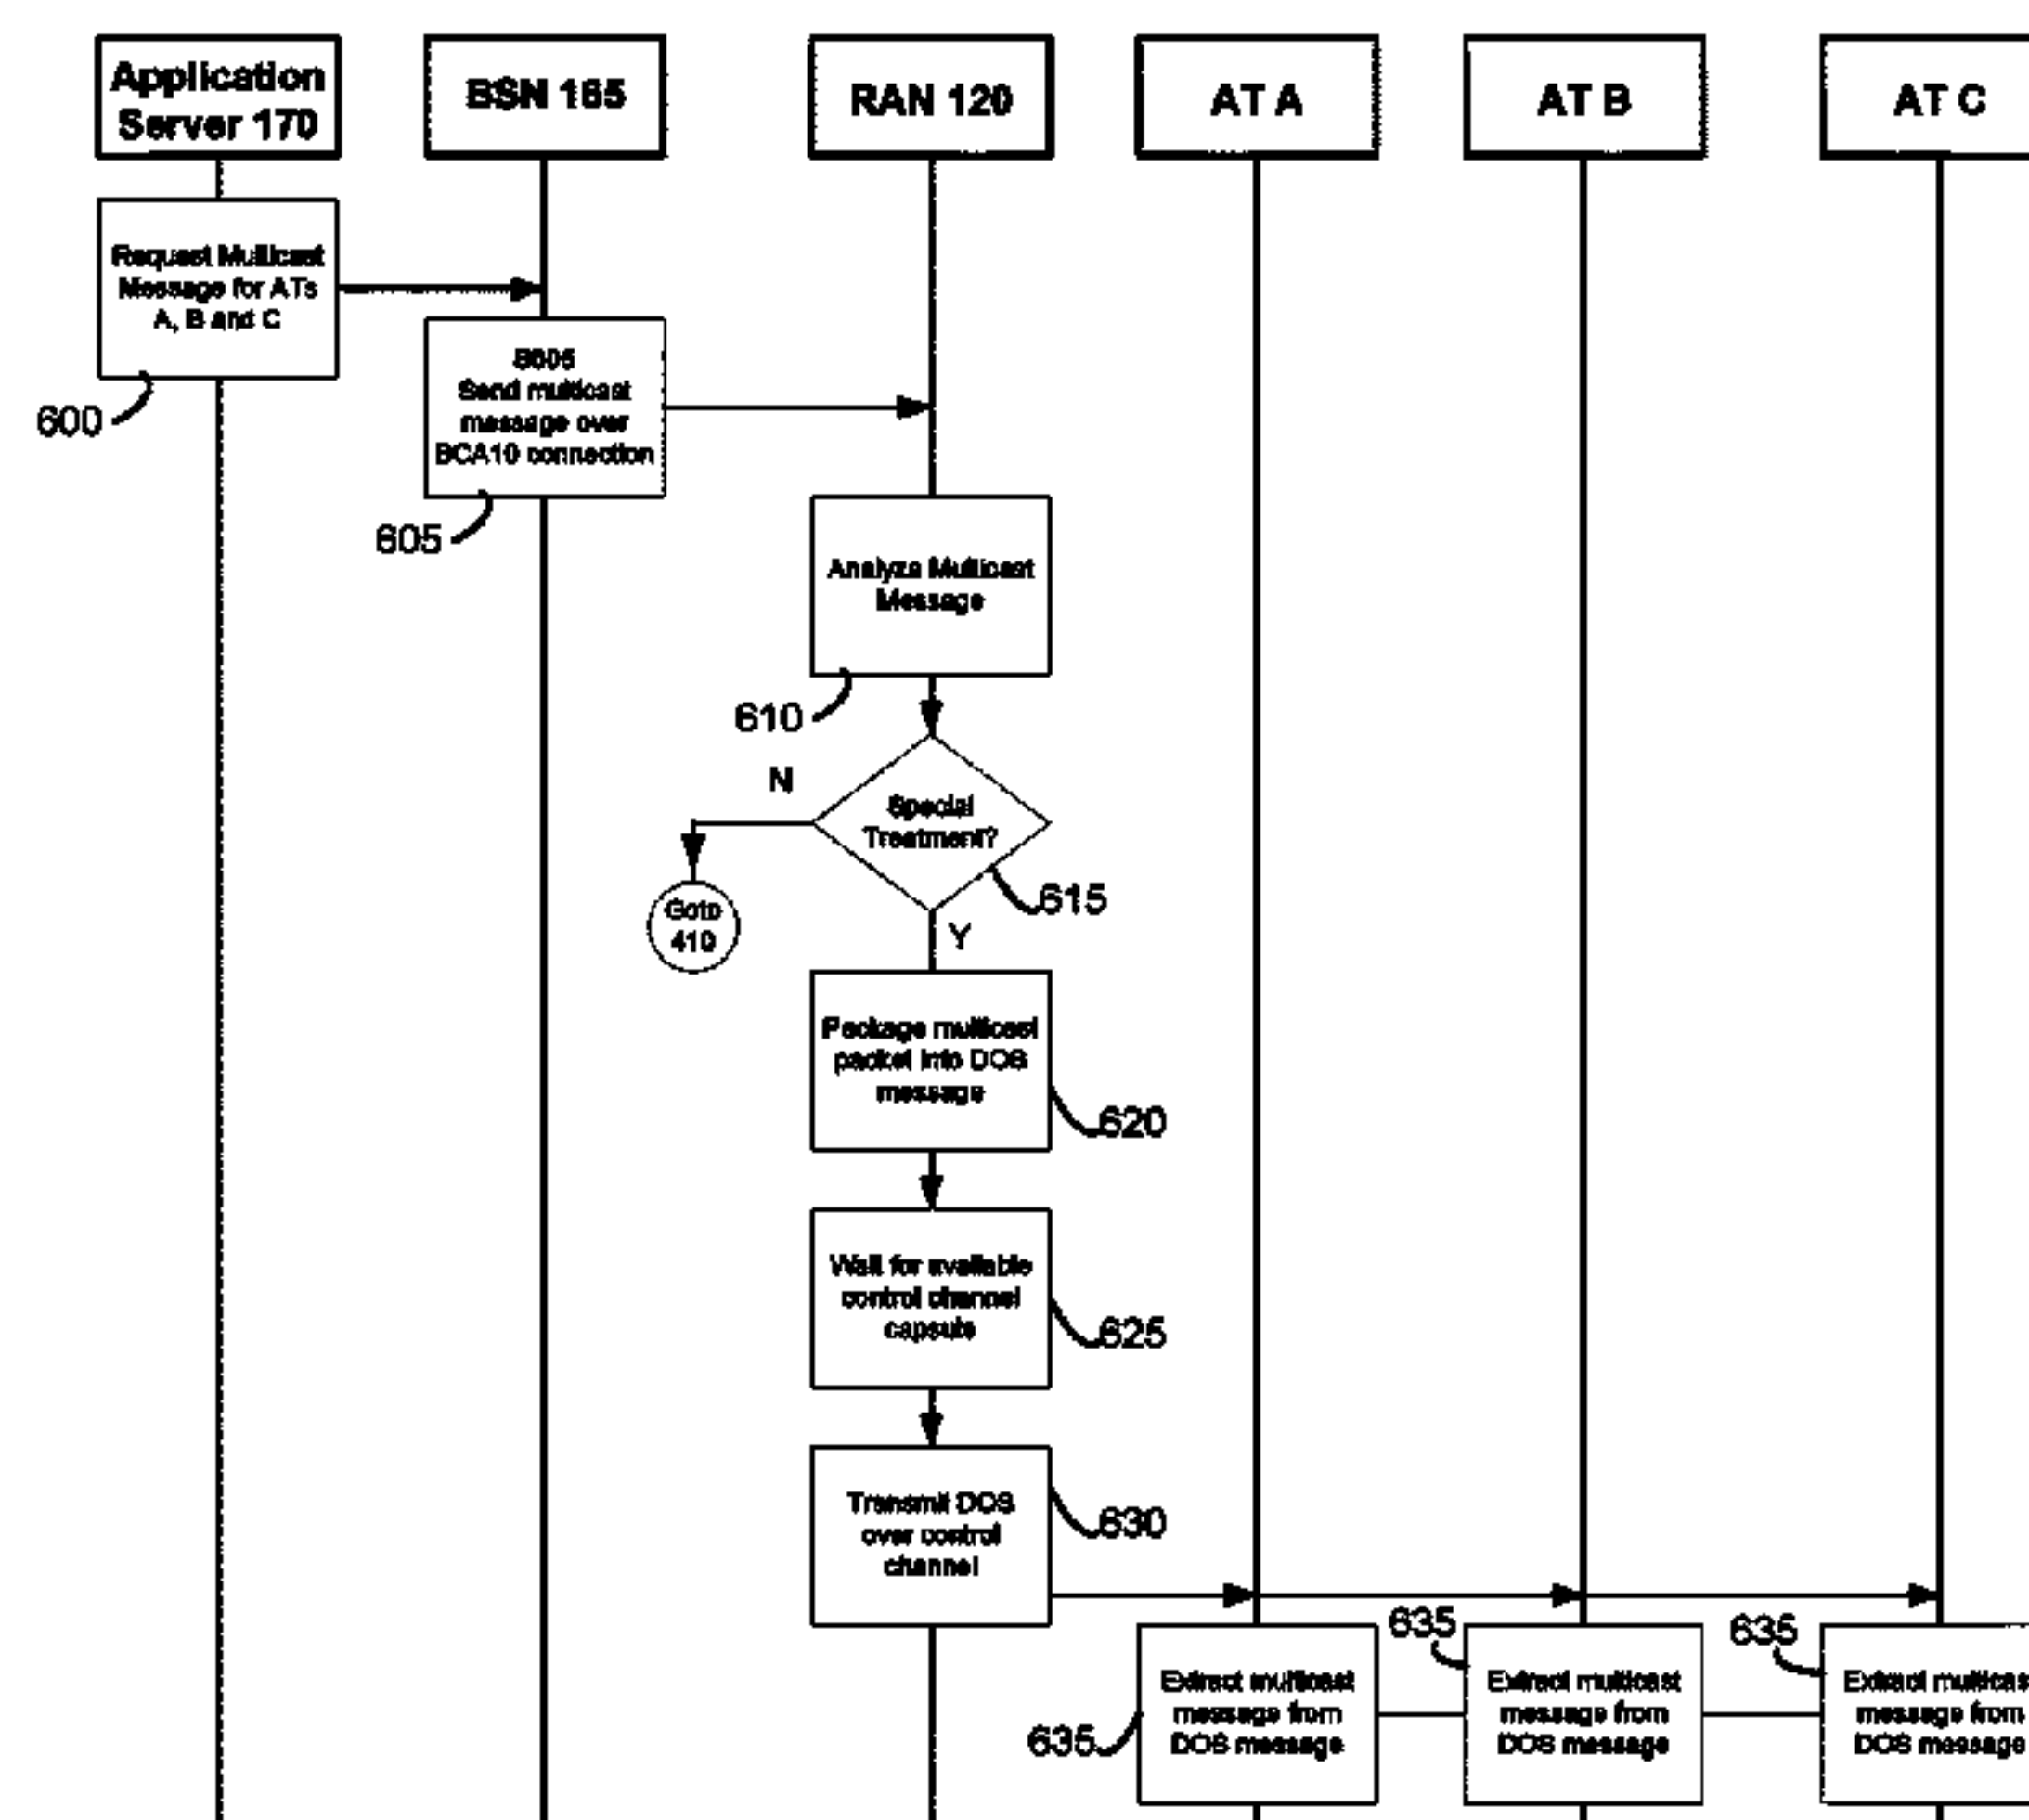 Application
Server 170
BSN 165
RAN 120
AT A
AT B
AT C
Request Multicast
Message for ATs
A, B and C
600
S605
Send multicast
message over
BCA10 connection
605
Analyze Multicast
Message
610
N
Special
Treatment?
615
Goto
410
Y
Package multicast
packet into DOS
message
620
Wait for available
control channel
capsule
625
Transmit DOS
over control
channel
630
635
635
Extract multicast
message from
DOS message
635
Extract multicast
message from
DOS message
Extract multicas
message from
DOS message